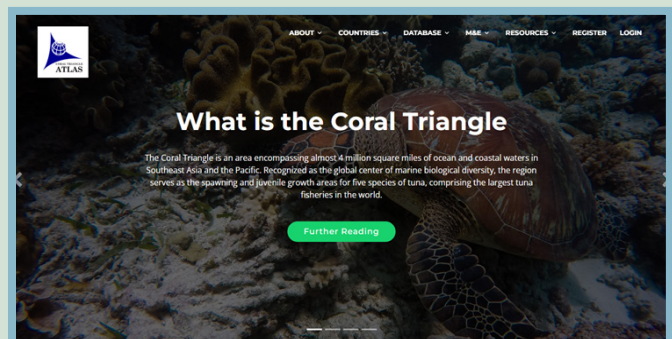 ABOUT COUNTRIES DATABASE M&E RESOURCES REGISTER LOGIN
CORAL TRIANGLE
ATLAS
What is the Coral Triangle
The Coral Triangle is an area encompassing almost 4 million square miles of ocean and coastal waters in
Southeast Asia and the Pacific. Recognized as the global center of marine biological diversity, the region
serves as the spawning and juvenile growth areas for five species of tuna, comprising the largest tuna
fisheries in the world.
Further Reading